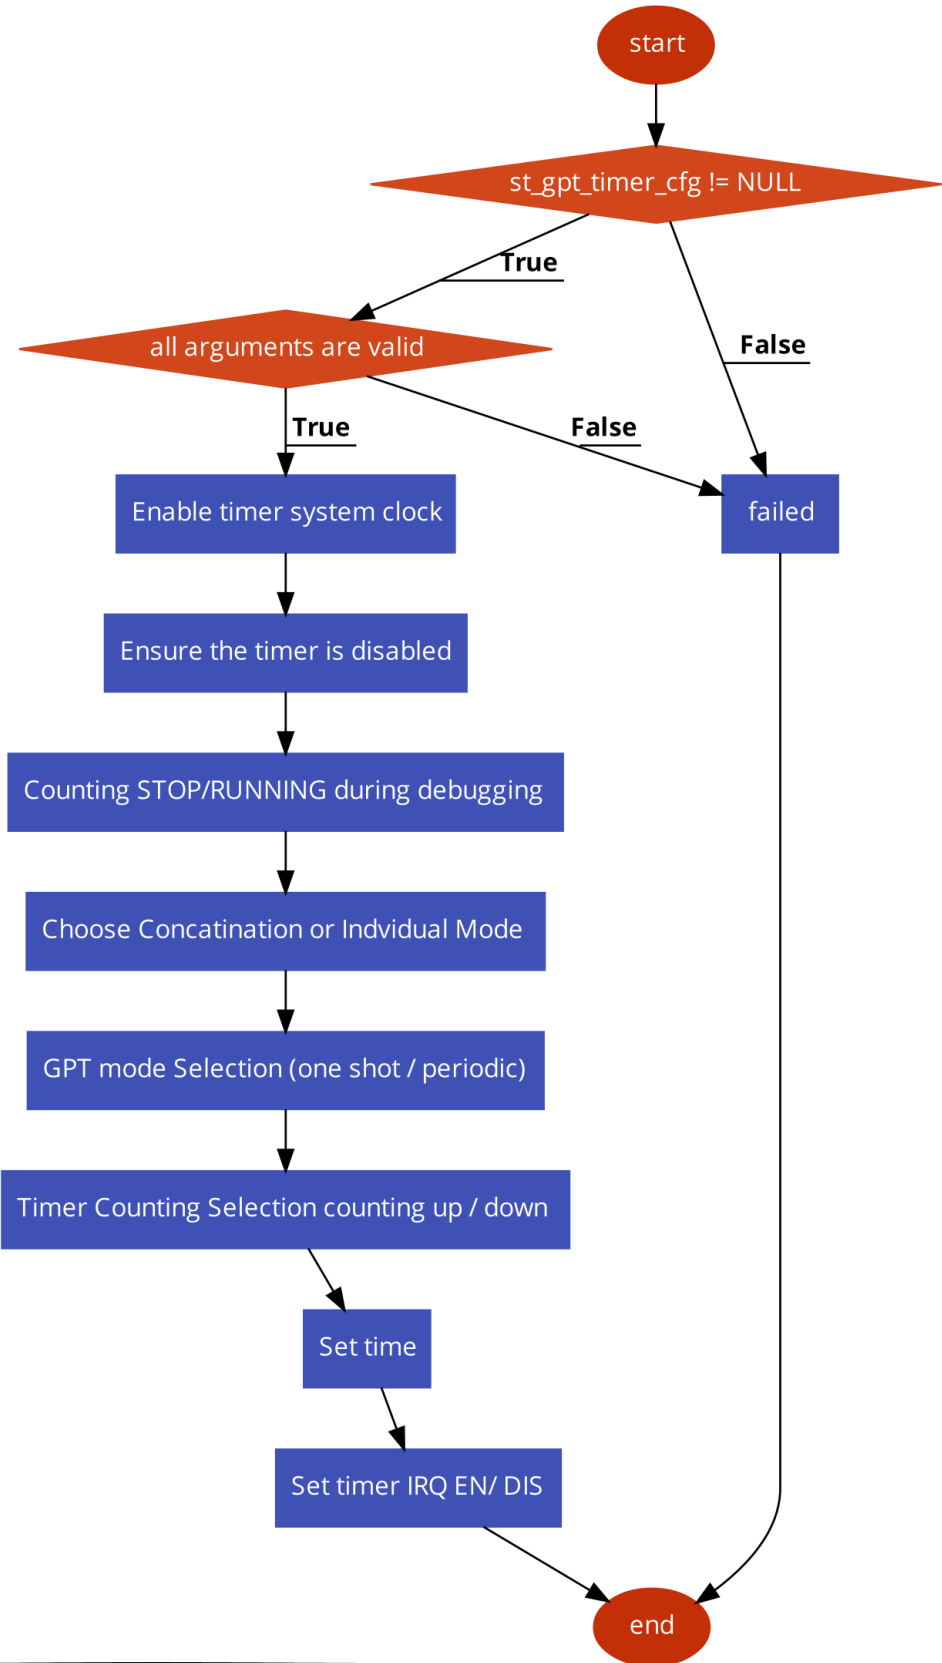 start
st_gpt_timer_cfg != NULL
True
all arguments are valid
False
True
False
Enable timer system clock
failed
Ensure the timer is disabled
Counting STOP/RUNNING during debugging
Choose Concatination or Indvidual Mode
GPT mode Selection (one shot / periodic)
Timer Counting Selection counting up / down
Set time
Set timer IRQ EN/ DIS
end